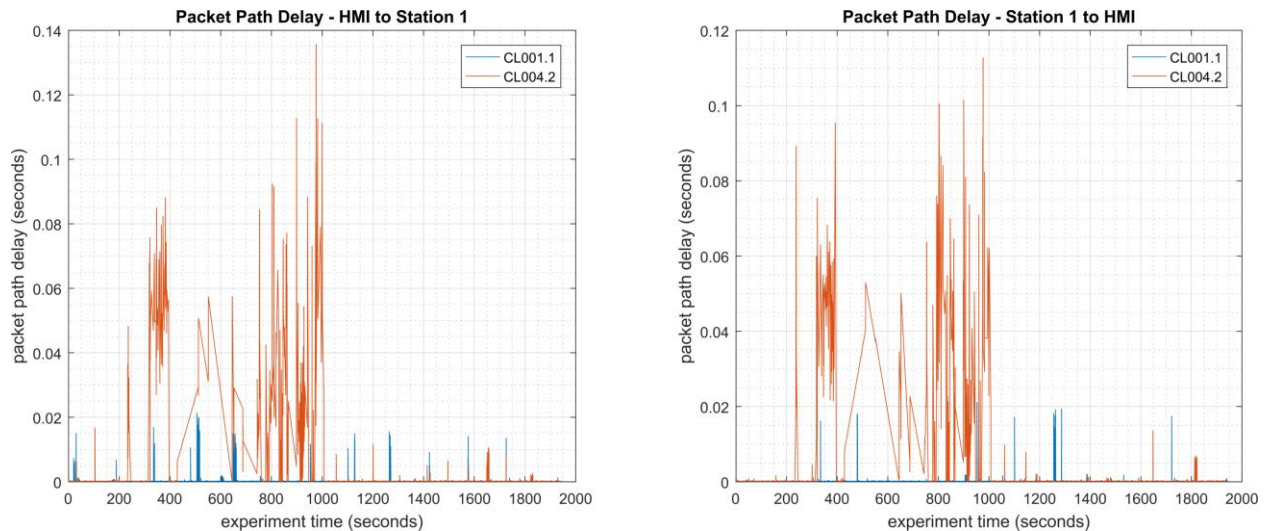 Packet Path Delay - HMI to Station 1
0.14
0.12
0.1
0.08
0.06
0.04
0.02
0
packet path delay (seconds)
CL001.1
CL004.2
0 200 400 600 800 1000 1200 1400 1600 1800 2000
experiment time (seconds)
Packet Path Delay - Station 1 to HMI
0.12
0.1
0.08
0.06
0.04
0.02
0
packet path delay (seconds)
CL001.1
CL004.2
0 200 400 600 800 1000 1200 1400 1600 1800 2000
experiment time (seconds)